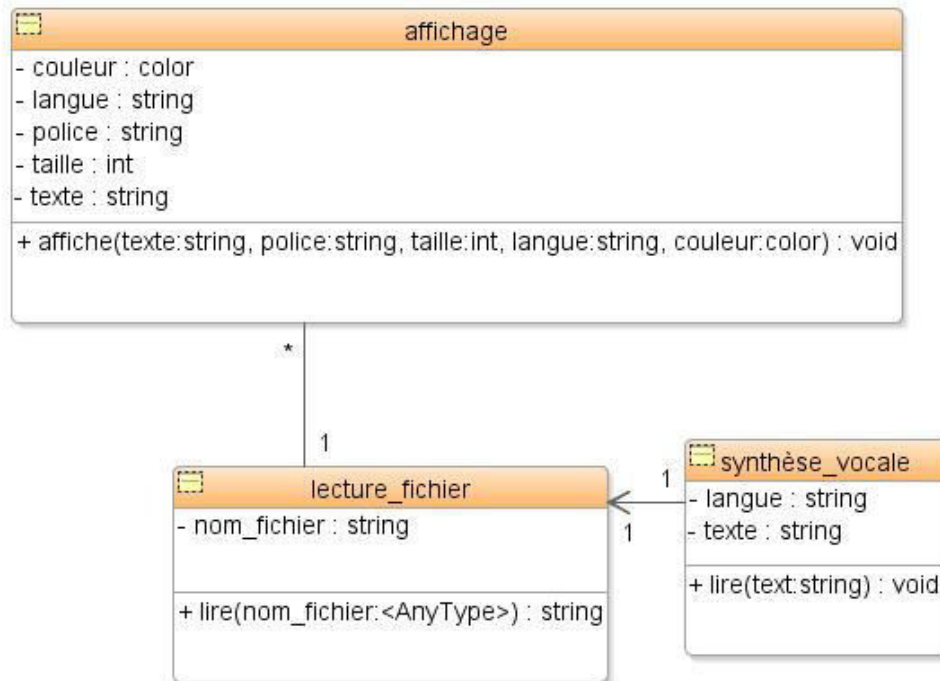 affichage
- couleur : color
- langue : string
- police : string
- taille : int
- texte : string
+ affiche(texte:string, police:string, taille:int, langue:string, couleur:color) : void
*
1
lecture_fichier
- nom_fichier : string
+ lire(nom_fichier:<AnyType>) : string
1
1
synthèse_vocale
- langue : string
- texte : string
+ lire(text:string) : void